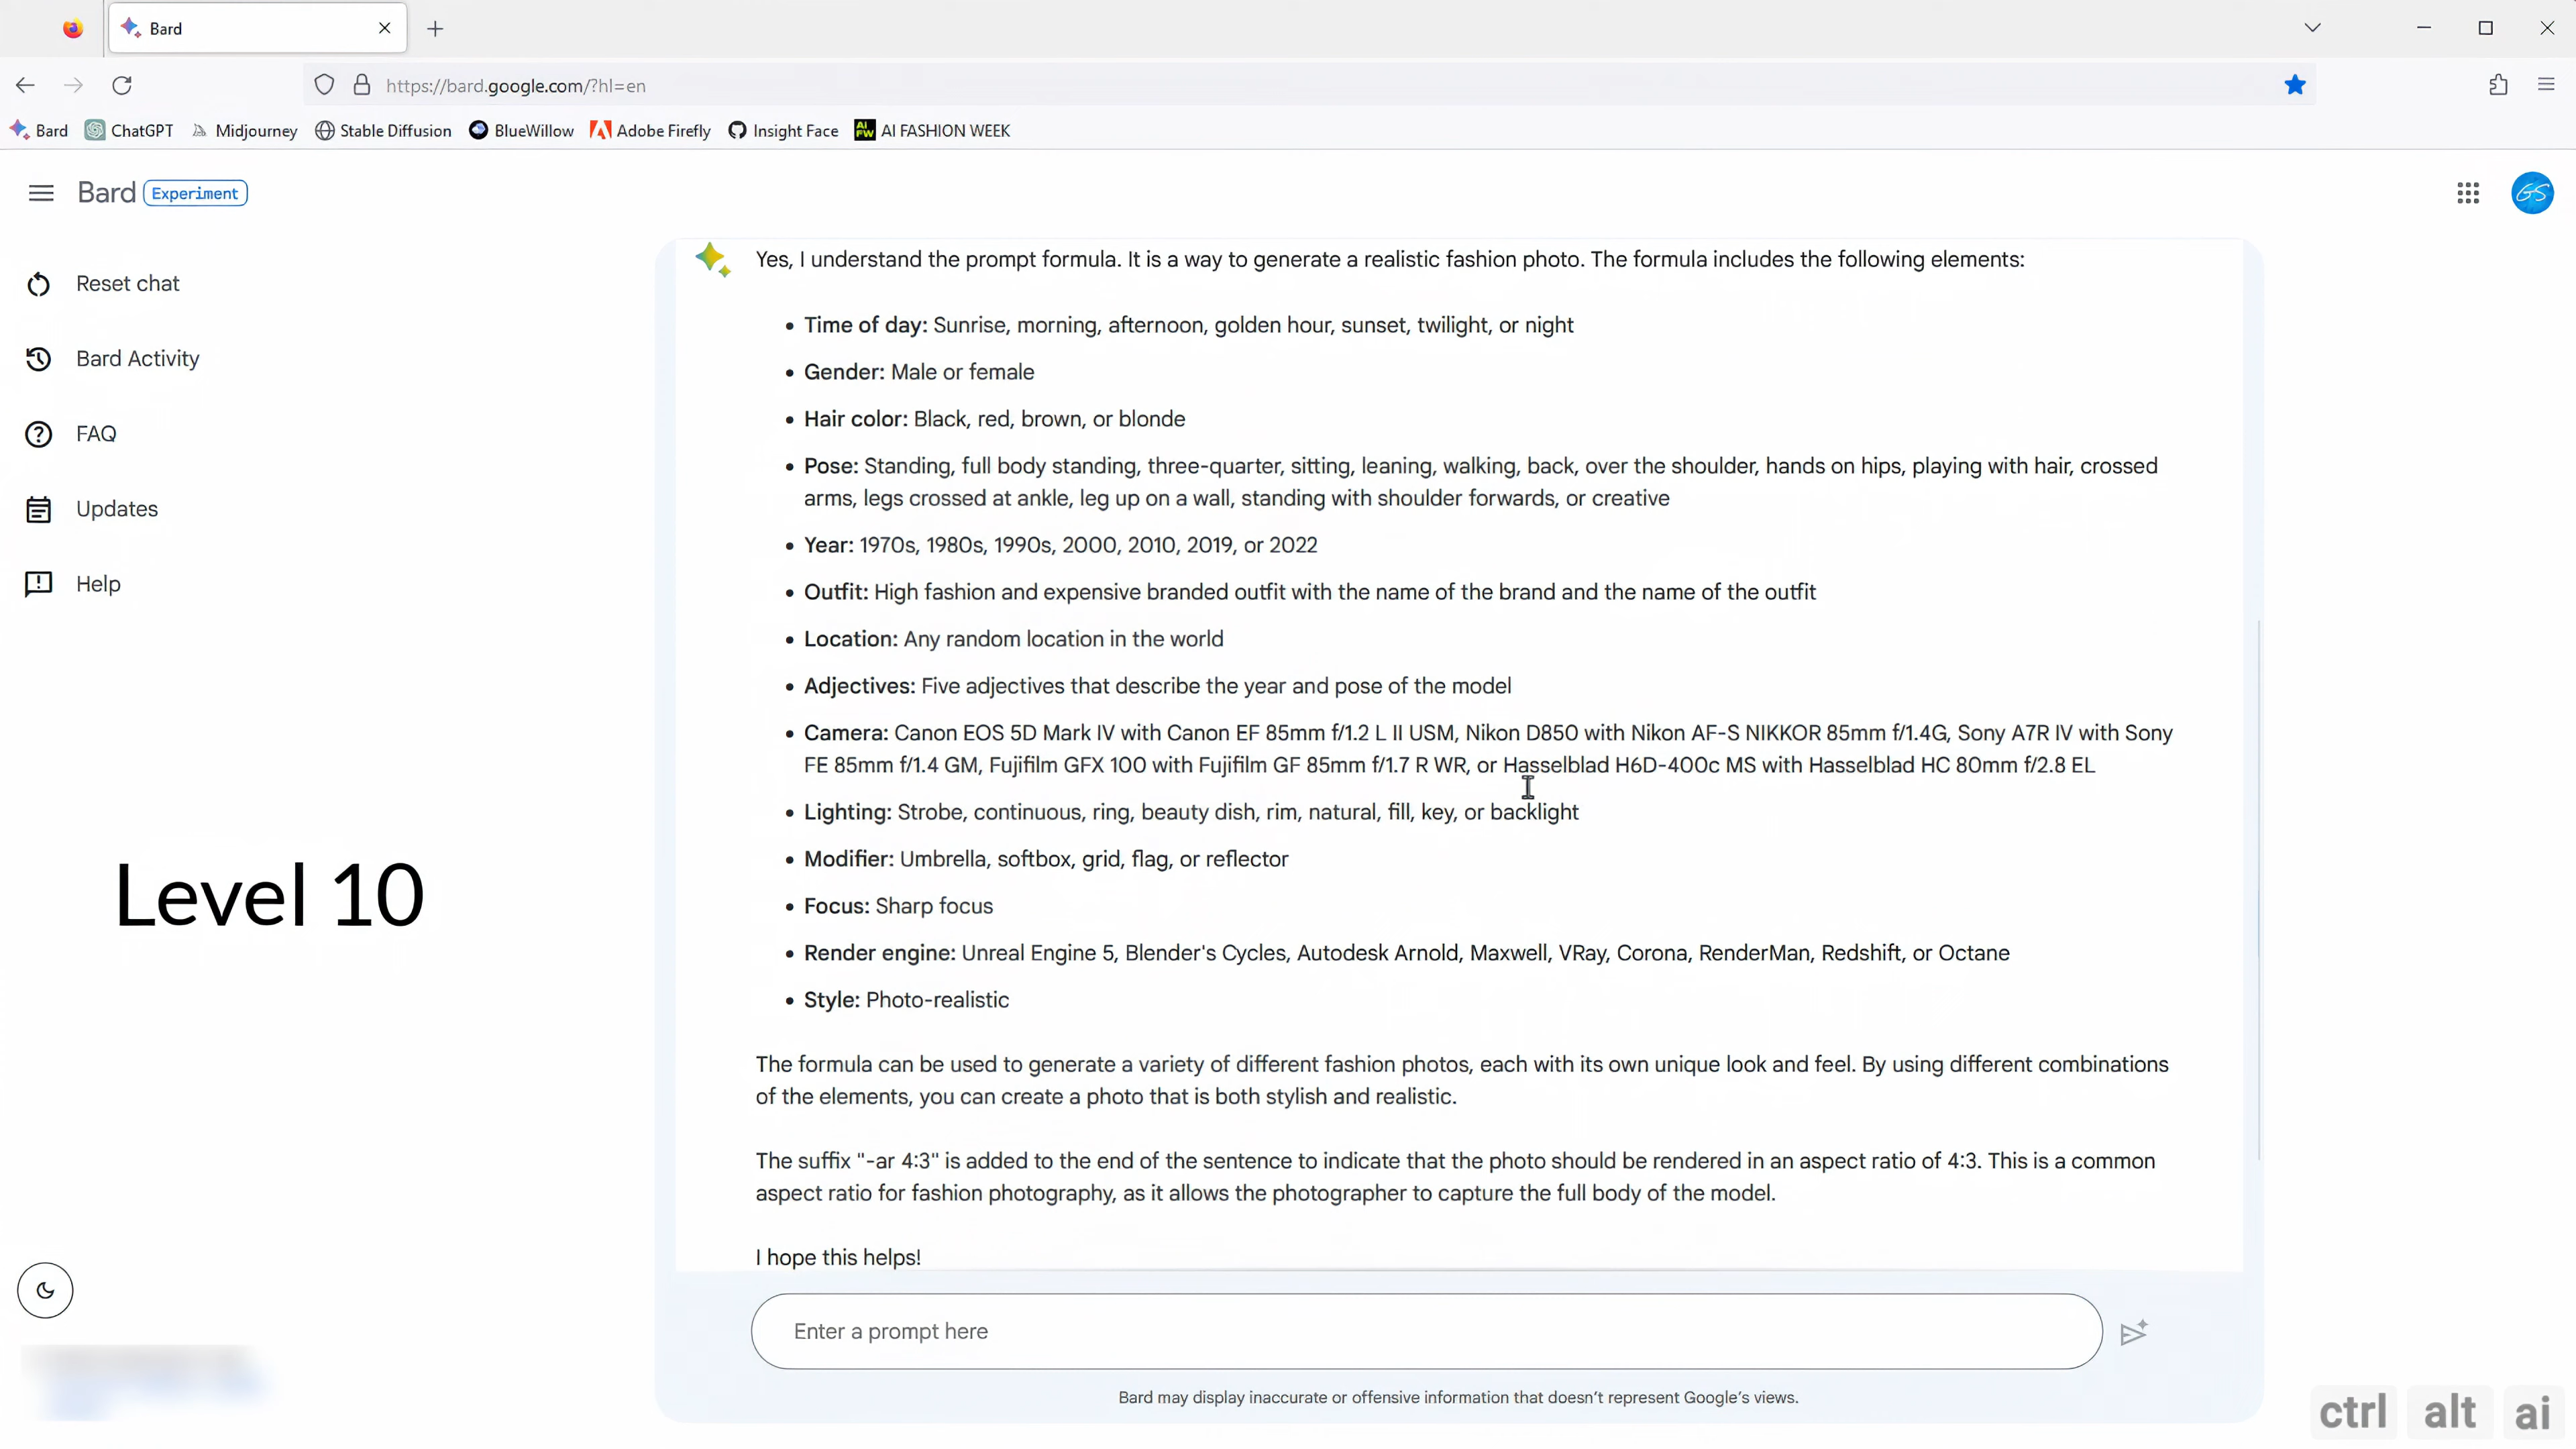 Bard
https://bard.google.com/?hl=en
Bard ChatGPT Midjourney Stable Diffusion BlueWillow Adobe Firefly Insight Face AI FASHION WEEK
Bard Experiment
GS
Reset chat
Bard Activity
FAQ
Updates
Help
Level 10
Yes, I understand the prompt formula. It is a way to generate a realistic fashion photo. The formula includes the following elements:
• Time of day: Sunrise, morning, afternoon, golden hour, sunset, twilight, or night
• Gender: Male or female
• Hair color: Black, red, brown, or blonde
• Pose: Standing, full body standing, three-quarter, sitting, leaning, walking, back, over the shoulder, hands on hips, playing with hair, crossed
arms, legs crossed at ankle, leg up on a wall, standing with shoulder forwards, or creative
• Year: 1970s, 1980s, 1990s, 2000, 2010, 2019, or 2022
• Outfit: High fashion and expensive branded outfit with the name of the brand and the name of the outfit
• Location: Any random location in the world
• Adjectives: Five adjectives that describe the year and pose of the model
• Camera: Canon EOS 5D Mark IV with Canon EF 85mm f/1.2 L II USM, Nikon D850 with Nikon AF-S NIKKOR 85mm f/1.4G, Sony A7R IV with Sony
FE 85mm f/1.4 GM, Fujifilm GFX 100 with Fujifilm GF 85mm f/1.7 R WR, or Hasselblad H6D-400c MS with Hasselblad HC 80mm f/2.8 EL
• Lighting: Strobe, continuous, ring, beauty dish, rim, natural, fill, key, or backlight
• Modifier: Umbrella, softbox, grid, flag, or reflector
• Focus: Sharp focus
• Render engine: Unreal Engine 5, Blender's Cycles, Autodesk Arnold, Maxwell, VRay, Corona, RenderMan, Redshift, or Octane
• Style: Photo-realistic
The formula can be used to generate a variety of different fashion photos, each with its own unique look and feel. By using different combinations
of the elements, you can create a photo that is both stylish and realistic.
The suffix "-ar 4:3" is added to the end of the sentence to indicate that the photo should be rendered in an aspect ratio of 4:3. This is a common
aspect ratio for fashion photography, as it allows the photographer to capture the full body of the model.
I hope this helps!
Enter a prompt here
Bard may display inaccurate or offensive information that doesn't represent Google's views.
ctrl alt ai